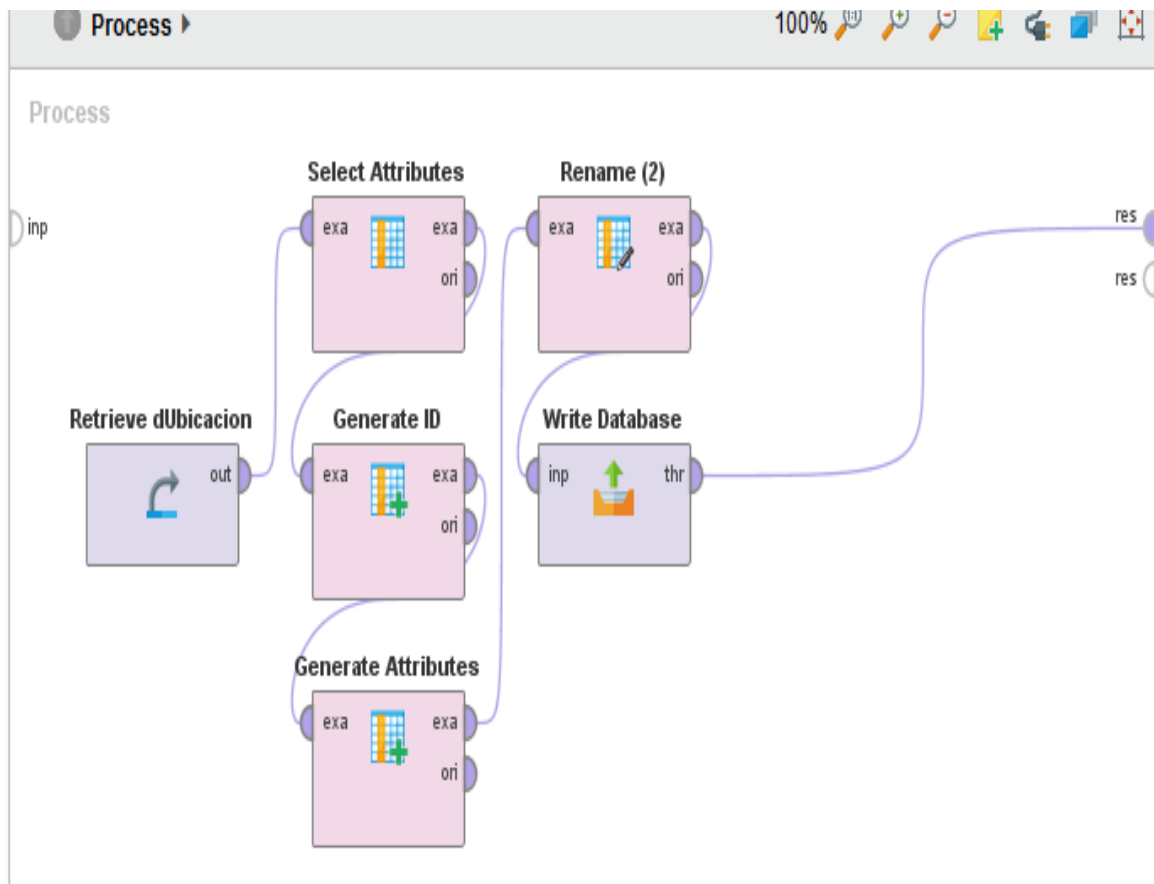 Process
100%
Process
inp
Select Attributes
exa exa
ori
Rename (2)
exa exa
ori
res
res
Retrieve dUbicacion
out
Generate ID
exa exa
ori
Write Database
inp thr
Generate Attributes
exa exa
ori